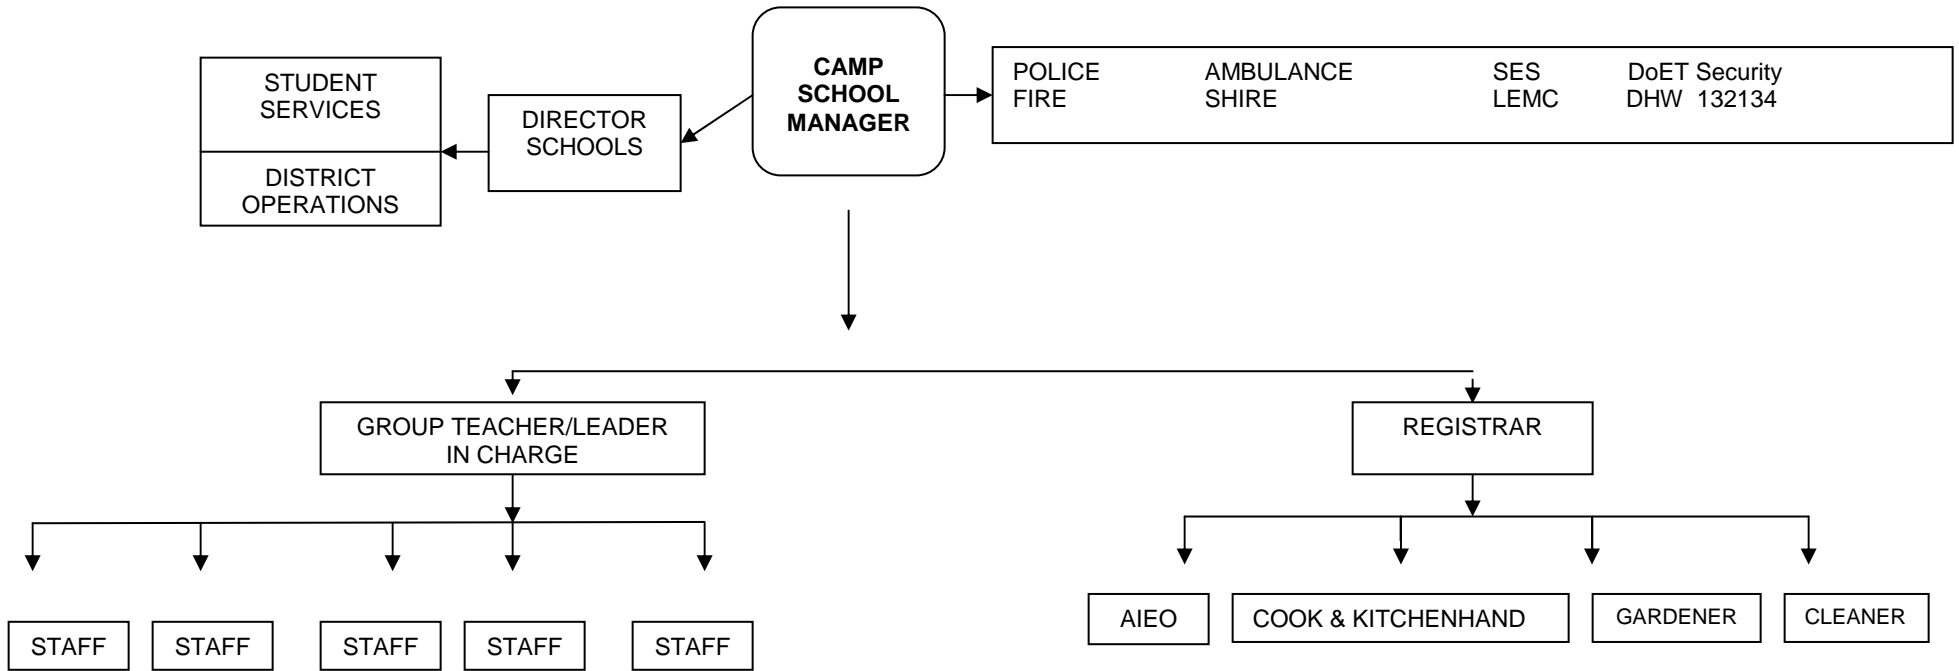 CAMP
SCHOOL
MANAGER
POLICE AMBULANCE SES DoET Security
FIRE SHIRE LEMC DHW 132134
STUDENT
SERVICES
DIRECTOR
SCHOOLS
DISTRICT
OPERATIONS
GROUP TEACHER/LEADER
IN CHARGE
REGISTRAR
STAFF
STAFF
STAFF
STAFF
STAFF
AIEO
COOK & KITCHENHAND
GARDENER
CLEANER